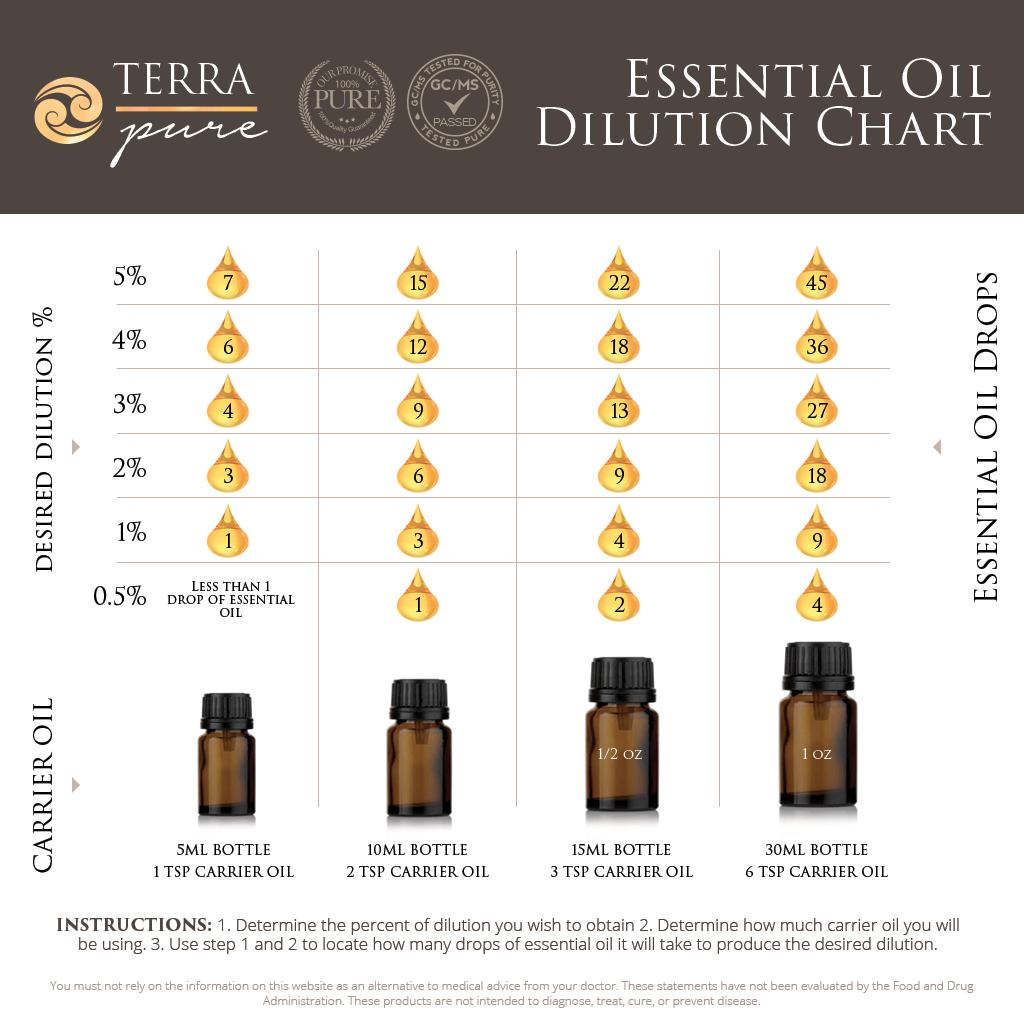 TERRA
pure
OUR PROMISE
100%
PURE
100% Quality Guaranteed
GC/MS TESTED FOR PURITY
GC/MS
PASSED
TESTED PURE
ESSENTIAL OIL
DILUTION CHART
DESIRED DILUTION %
ESSENTIAL OIL DROPS
5% 7 15 22 45
4% 6 12 18 36
3% 4 9 13 27
2% 3 6 9 18
1% 1 3 4 9
0.5% LESS THAN 1 1 2 4
DROP OF ESSENTIAL
OIL
CARRIER OIL
1/2 OZ
1 OZ
5ML BOTTLE 10ML BOTTLE 15ML BOTTLE 30ML BOTTLE
1 TSP CARRIER OIL 2 TSP CARRIER OIL 3 TSP CARRIER OIL 6 TSP CARRIER OIL
INSTRUCTIONS: 1. Determine the percent of dilution you wish to obtain 2. Determine how much carrier oil you will
be using. 3. Use step 1 and 2 to locate how many drops of essential oil it will take to produce the desired dilution.
You must not rely on the information on this website as an alternative to medical advice from your doctor. These statements have not been evaluated by the Food and Drug
Administration. These products are not intended to diagnose, treat, cure, or prevent disease.